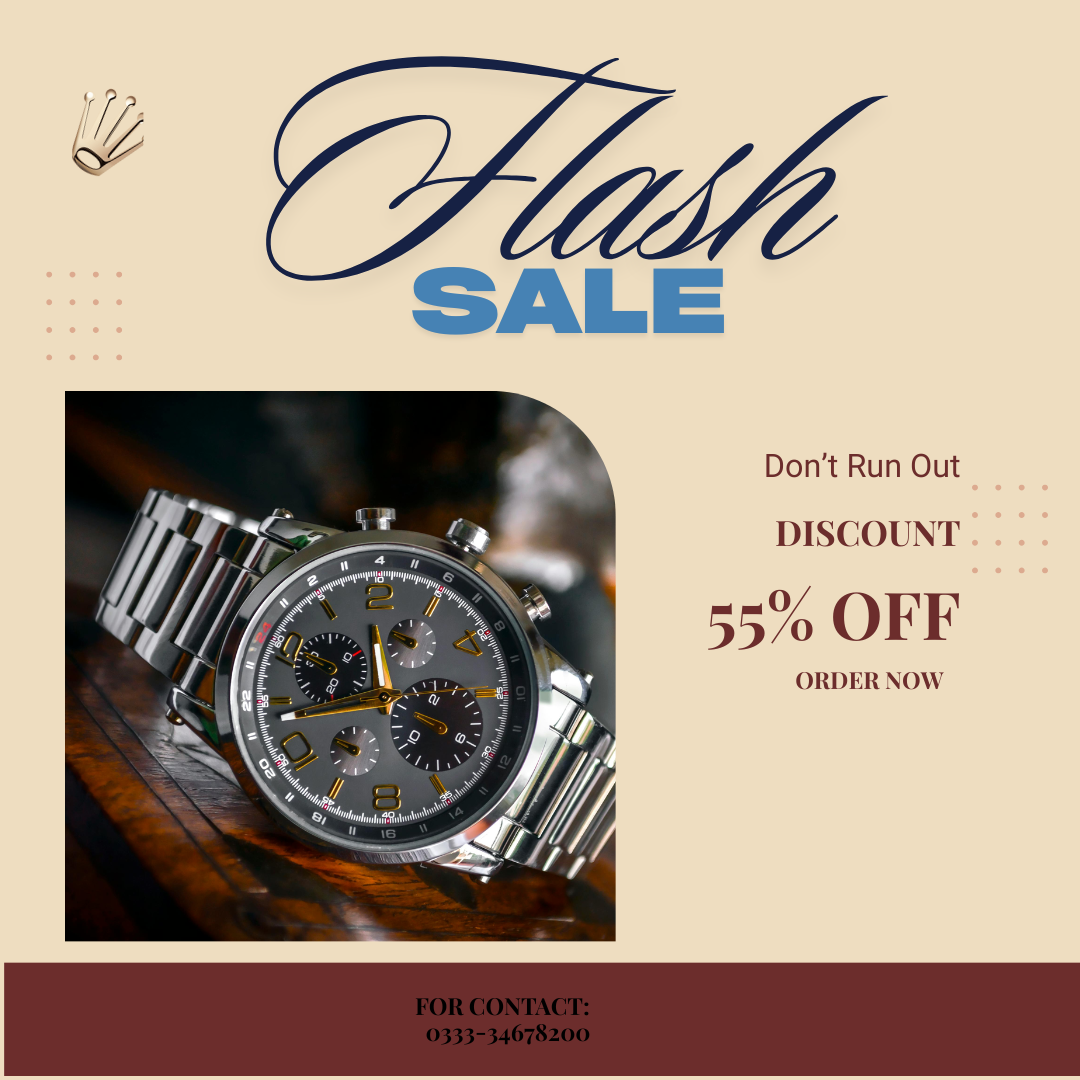 Flash
SALE
Don’t Run Out
DISCOUNT
55% OFF
ORDER NOW
FOR CONTACT:
0333-34678200